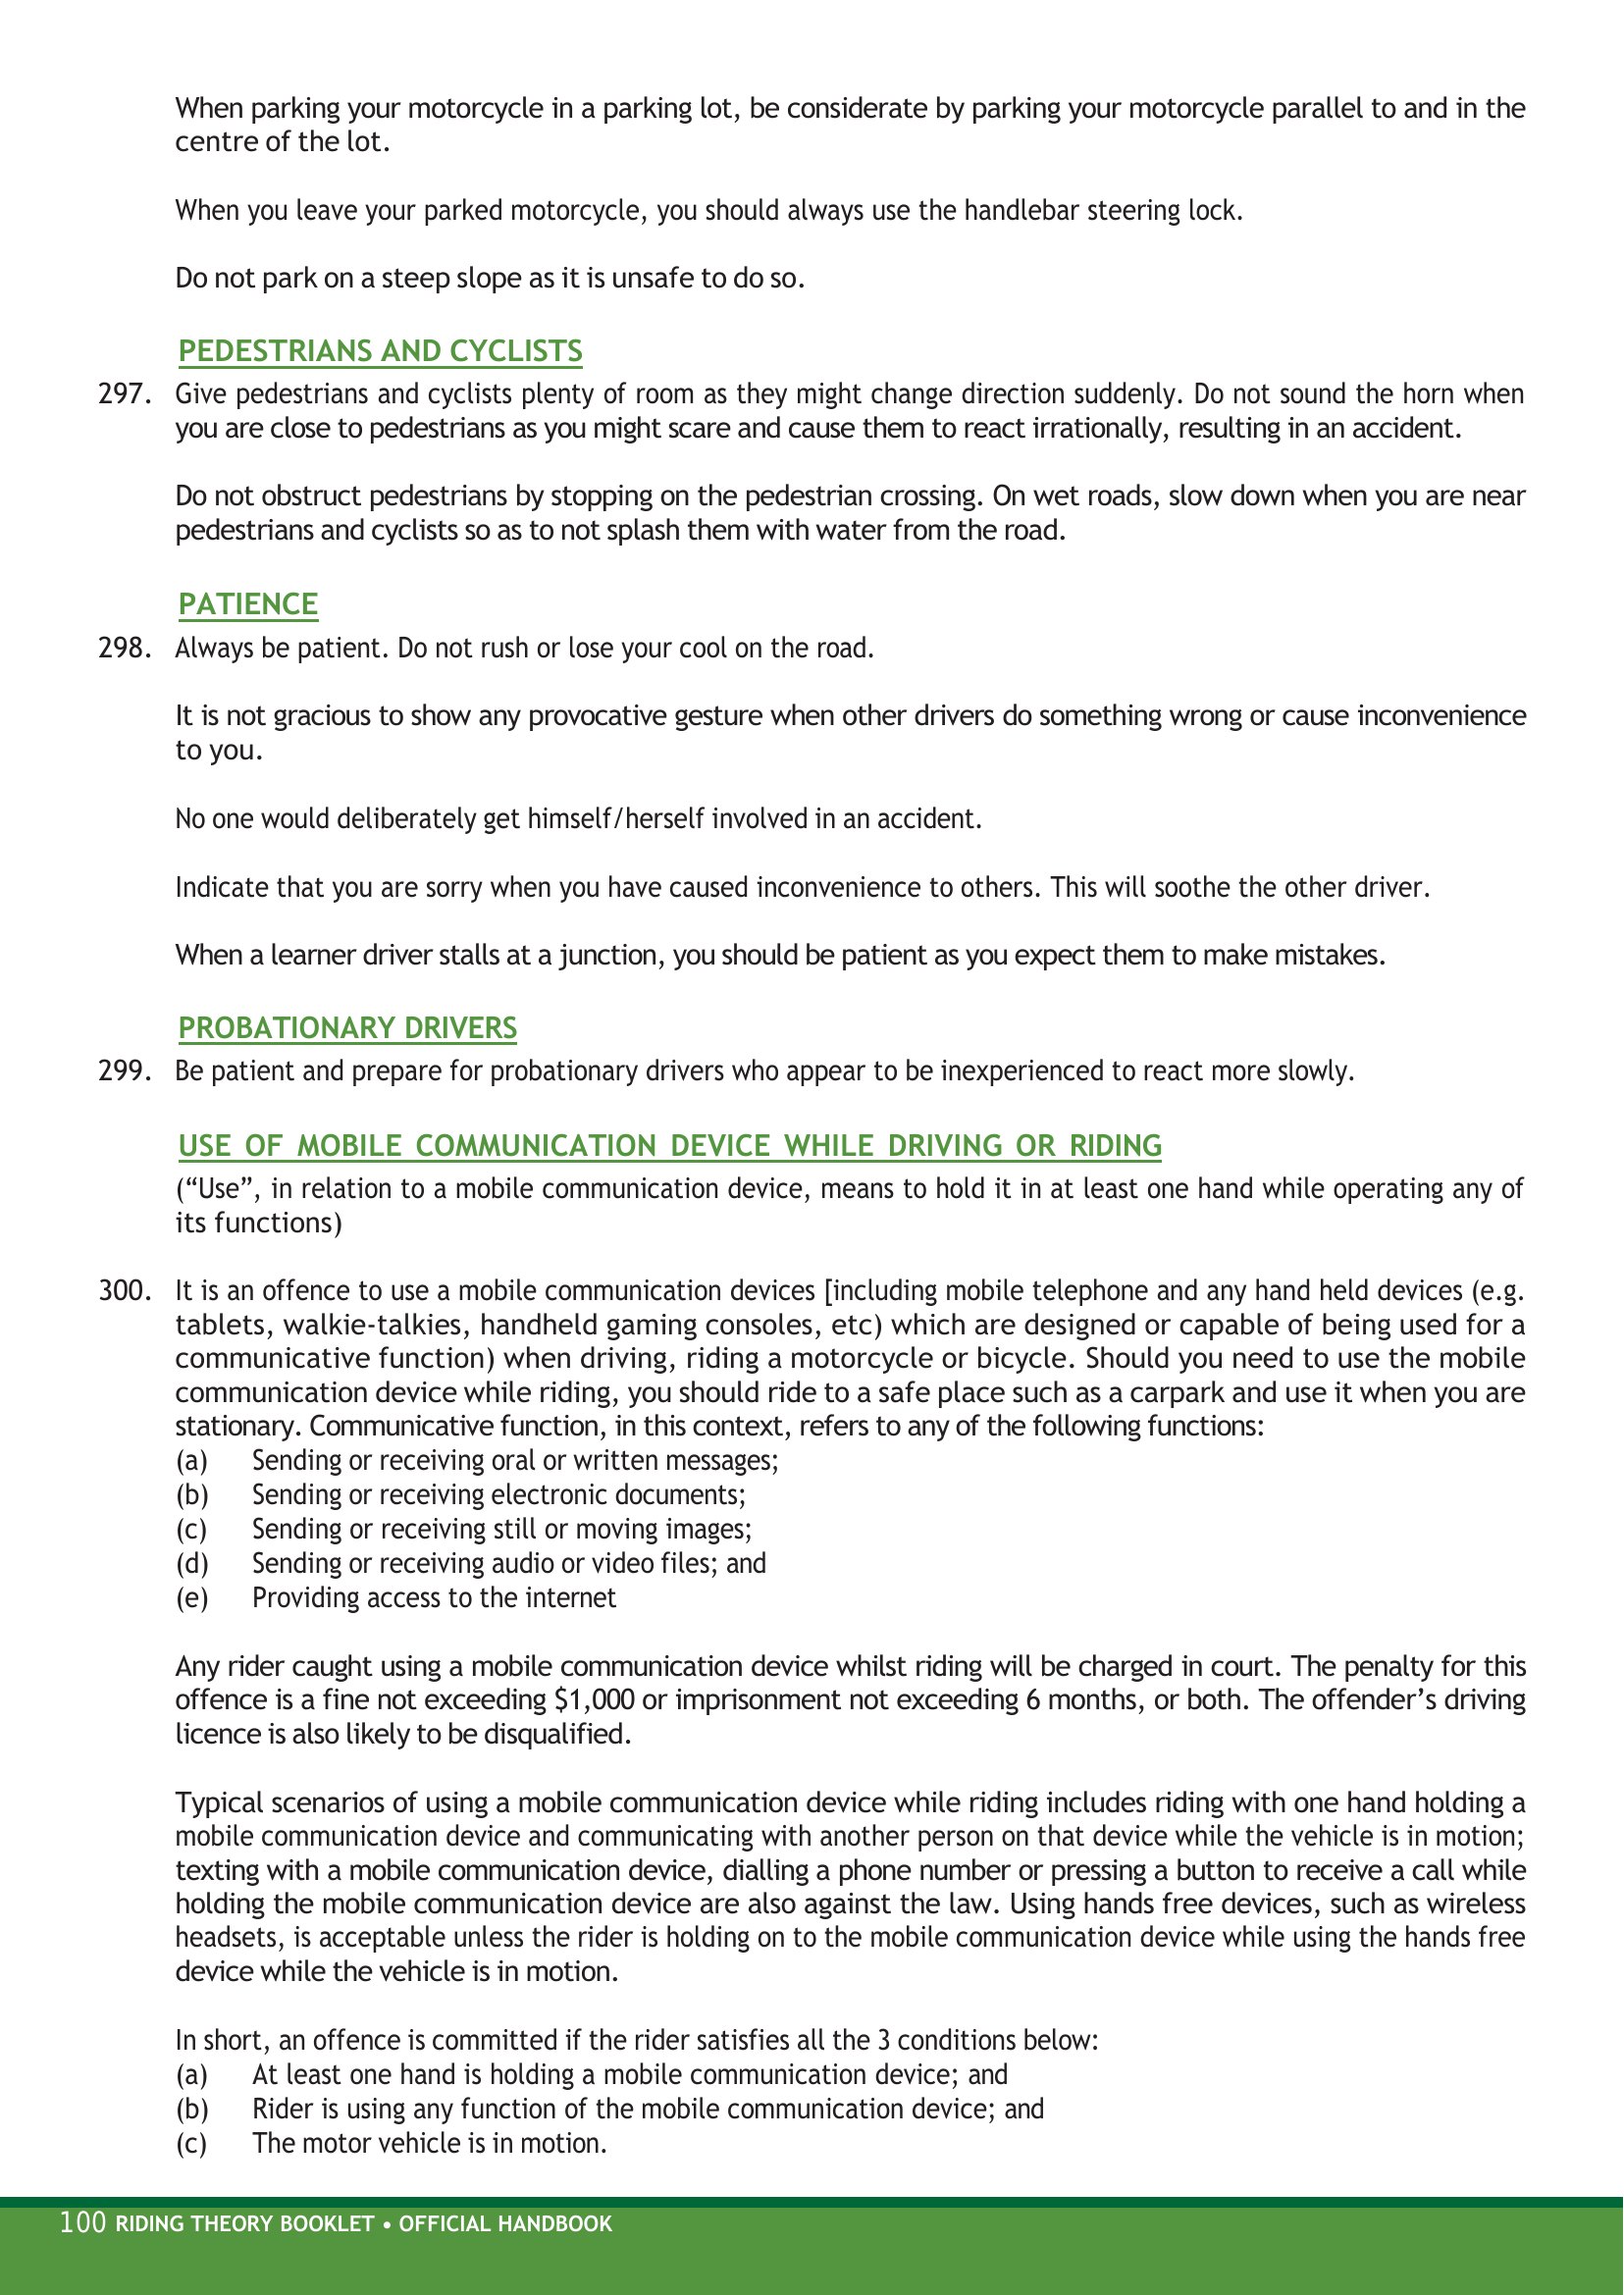 When parking your motorcycle in a parking lot, be considerate by parking your motorcycle parallel to and in the
centre of the lot.
When you leave your parked motorcycle, you should always use the handlebar steering lock.
Do not park on a steep slope as it is unsafe to do so.
PEDESTRIANS AND CYCLISTS
297. Give pedestrians and cyclists plenty of room as they might change direction suddenly. Do not sound the horn when
you are close to pedestrians as you might scare and cause them to react irrationally, resulting in an accident.
Do not obstruct pedestrians by stopping on the pedestrian crossing. On wet roads, slow down when you are near
pedestrians and cyclists so as to not splash them with water from the road.
PATIENCE
298. Always be patient. Do not rush or lose your cool on the road.
It is not gracious to show any provocative gesture when other drivers do something wrong or cause inconvenience
to you.
No one would deliberately get himself/herself involved in an accident.
Indicate that you are sorry when you have caused inconvenience to others. This will soothe the other driver.
When a learner driver stalls at a junction, you should be patient as you expect them to make mistakes.
PROBATIONARY DRIVERS
299. Be patient and prepare for probationary drivers who appear to be inexperienced to react more slowly.
USE OF MOBILE COMMUNICATION DEVICE WHILE DRIVING OR RIDING
(“Use”, in relation to a mobile communication device, means to hold it in at least one hand while operating any of
its functions)
300. It is an offence to use a mobile communication devices [including mobile telephone and any hand held devices (e.g.
tablets, walkie-talkies, handheld gaming consoles, etc) which are designed or capable of being used for a
communicative function) when driving, riding a motorcycle or bicycle. Should you need to use the mobile
communication device while riding, you should ride to a safe place such as a carpark and use it when you are
stationary. Communicative function, in this context, refers to any of the following functions:
(a) Sending or receiving oral or written messages;
(b) Sending or receiving electronic documents;
(c) Sending or receiving still or moving images;
(d) Sending or receiving audio or video files; and
(e) Providing access to the internet
Any rider caught using a mobile communication device whilst riding will be charged in court. The penalty for this
offence is a fine not exceeding $1,000 or imprisonment not exceeding 6 months, or both. The offender’s driving
licence is also likely to be disqualified.
Typical scenarios of using a mobile communication device while riding includes riding with one hand holding a
mobile communication device and communicating with another person on that device while the vehicle is in motion;
texting with a mobile communication device, dialling a phone number or pressing a button to receive a call while
holding the mobile communication device are also against the law. Using hands free devices, such as wireless
headsets, is acceptable unless the rider is holding on to the mobile communication device while using the hands free
device while the vehicle is in motion.
In short, an offence is committed if the rider satisfies all the 3 conditions below:
(a) At least one hand is holding a mobile communication device; and
(b) Rider is using any function of the mobile communication device; and
(c) The motor vehicle is in motion.
100 RIDING THEORY BOOKLET • OFFICIAL HANDBOOK